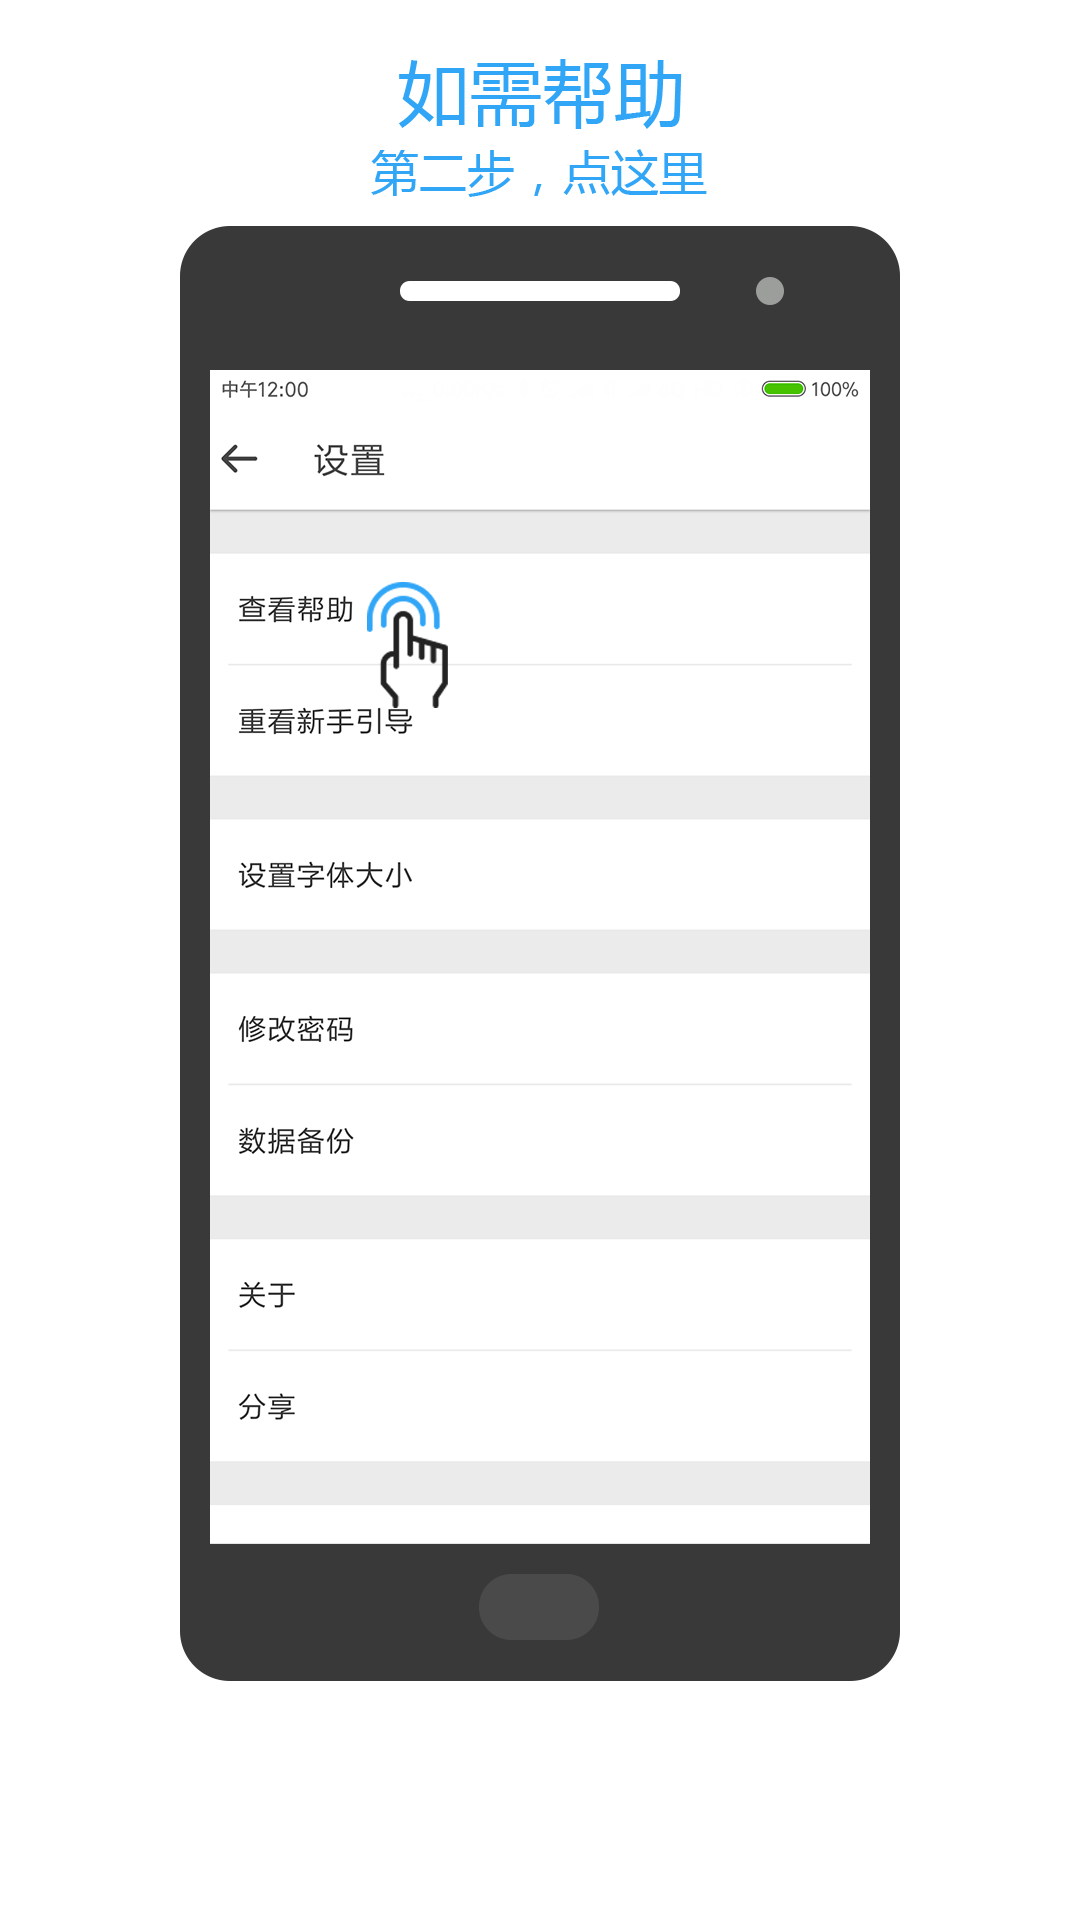 如需帮助
第二步，点这里
中午12:00 100%
设置
查看帮助
重看新手引导
设置字体大小
修改密码
数据备份
关于
分享